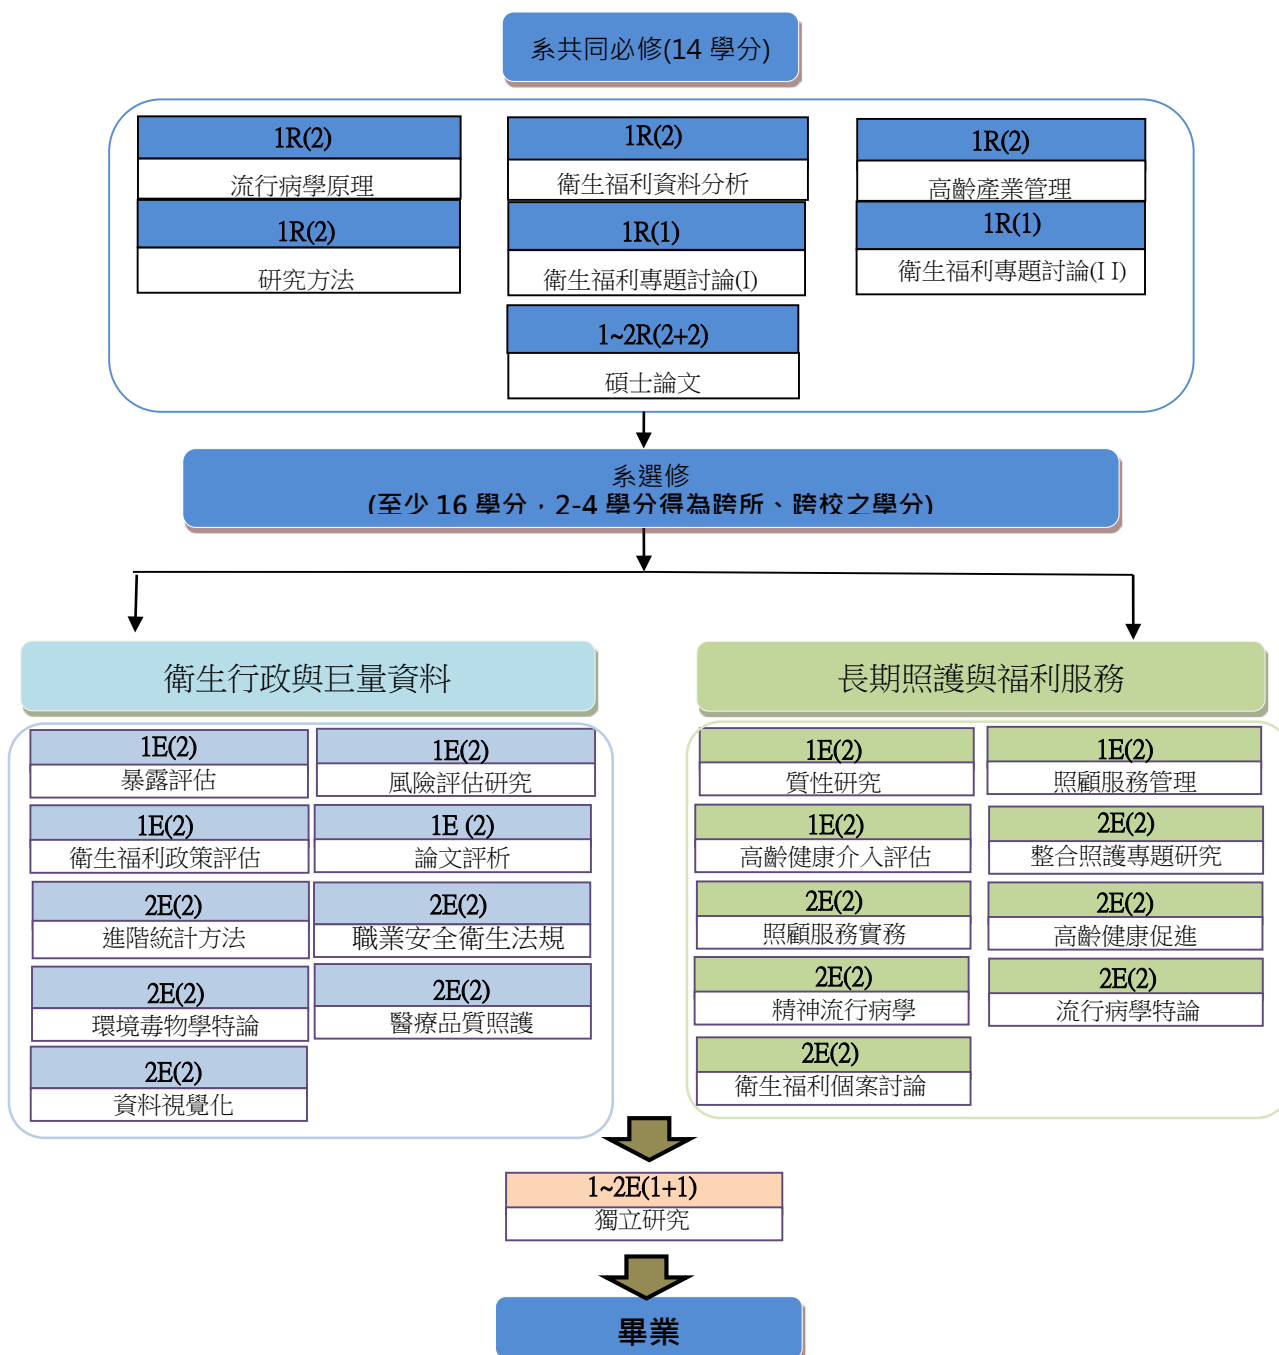 系共同必修(14 學分)
1R(2)
流行病學原理
1R(2)
衛生福利資料分析
1R(2)
高齡產業管理
1R(2)
研究方法
1R(1)
衛生福利專題討論(I)
1R(1)
衛生福利專題討論(I I)
1~2R(2+2)
碩士論文
系選修
(至少 16 學分，2-4 學分得為跨所、跨校之學分)
衛生行政與巨量資料
1E(2)
暴露評估
1E(2)
風險評估研究
1E(2)
衛生福利政策評估
1E (2)
論文評析
2E(2)
進階統計方法
2E(2)
職業安全衛生法規
2E(2)
環境毒物學特論
2E(2)
醫療品質照護
2E(2)
資料視覺化
長期照護與福利服務
1E(2)
質性研究
1E(2)
照顧服務管理
1E(2)
高齡健康介入評估
2E(2)
整合照護專題研究
2E(2)
照顧服務實務
2E(2)
高齡健康促進
2E(2)
精神流行病學
2E(2)
流行病學特論
2E(2)
衛生福利個案討論
1~2E(1+1)
獨立研究
畢業